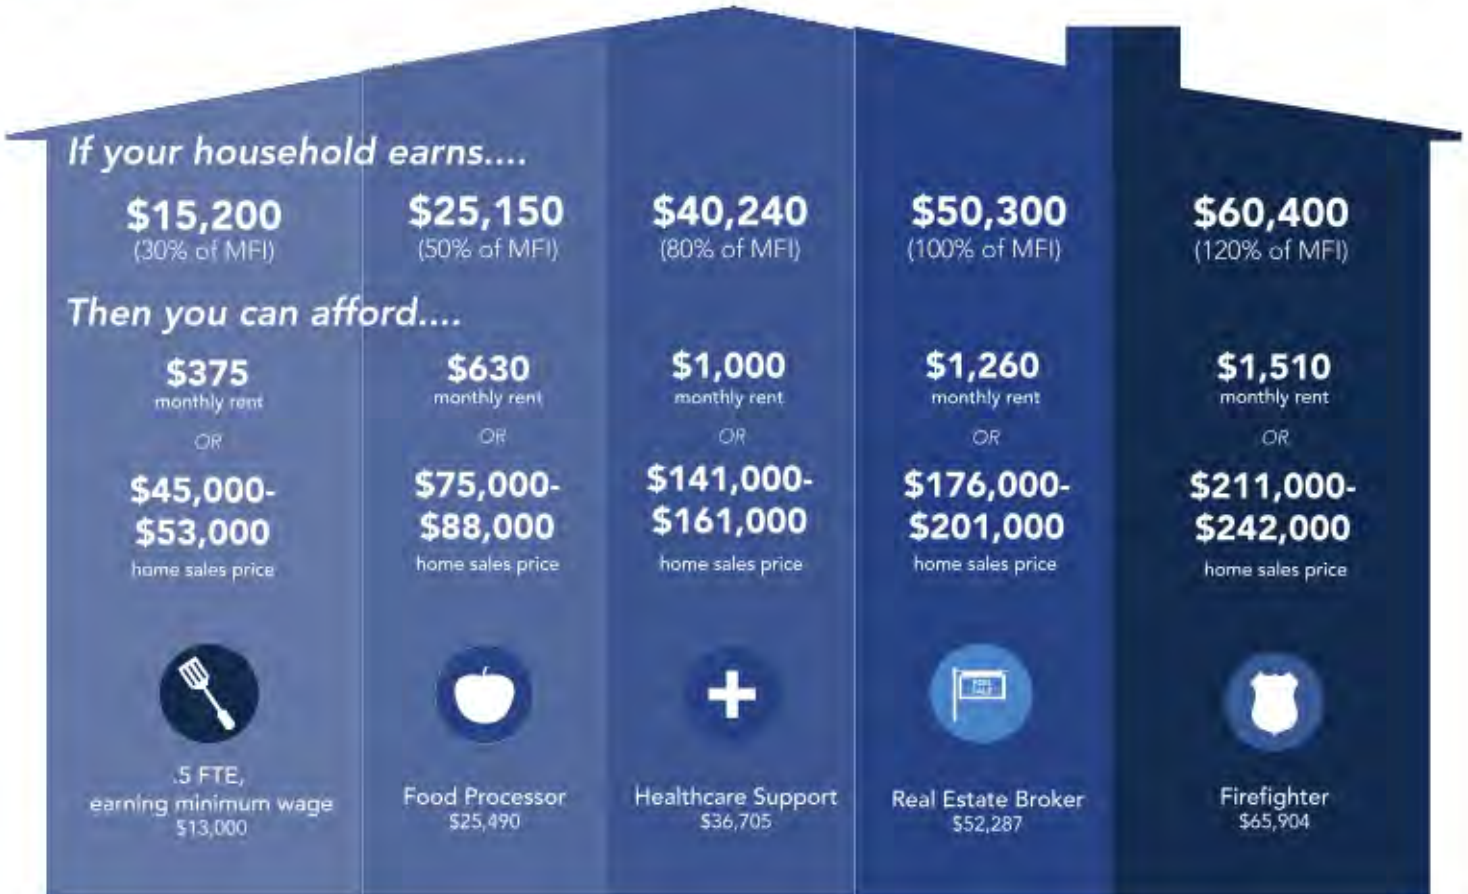 If your household earns....
$15,200
(30% of MFI)
$25,150
(50% of MFI)
$40,240
(80% of MFI)
$50,300
(100% of MFI)
$60,400
(120% of MFI)
Then you can afford....
$375
monthly rent
OR
$45,000-
$53,000
home sales price
$630
monthly rent
OR
$75,000-
$88,000
home sales price
$1,000
monthly rent
OR
$141,000-
$161,000
home sales price
$1,260
monthly rent
OR
$176,000-
$201,000
home sales price
$1,510
monthly rent
OR
$211,000-
$242,000
home sales price
FOR
SALE
.5 FTE,
earning minimum wage
$13,000
Food Processor
$25,490
Healthcare Support
$36,705
Real Estate Broker
$52,287
Firefighter
$65,904